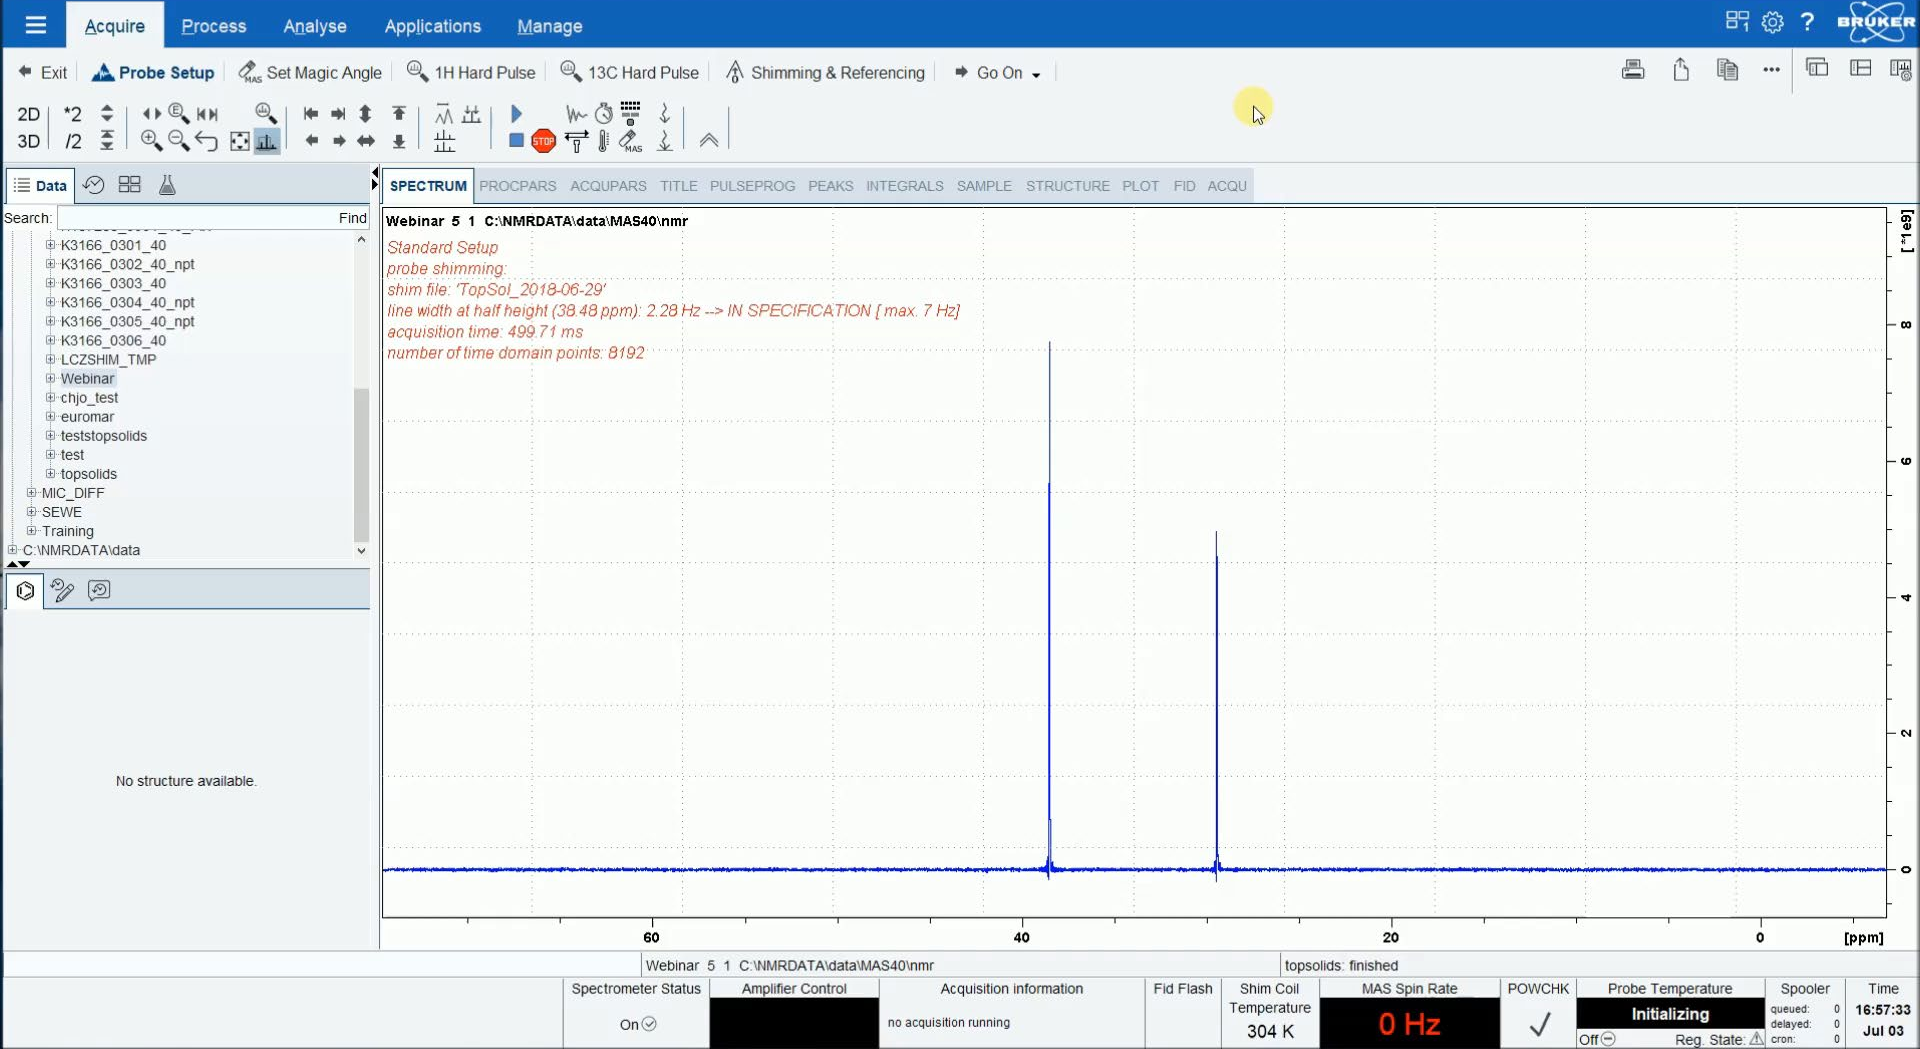 Acquire Process Analyse Applications Manage BRUKER
Exit Probe Setup Set Magic Angle 1H Hard Pulse 13C Hard Pulse Shimming & Referencing Go On
2D *2
3D /2 STOP MAS
Data
Search: Find
SPECTRUM PROCPARS ACQUPARS TITLE PULSEPROG PEAKS INTEGRALS SAMPLE STRUCTURE PLOT FID ACQU
K3166_0301_40
K3166_0302_40_npt
K3166_0303_40
K3166_0304_40_npt
K3166_0305_40_npt
K3166_0306_40
LCZSHIM_TMP
Webinar
chjo_test
euromar
teststopsolids
test
topsolids
MIC_DIFF
SEWE
Training
C:\NMRDATA\data
No structure available.
Webinar 5 1 C:\NMRDATA\data\MAS40\nmr
Standard Setup
probe shimming:
shim file: 'TopSol_2018-06-29'
line width at half height (38.48 ppm): 2.28 Hz --> IN SPECIFICATION [ max. 7 Hz]
acquisition time: 499.71 ms
number of time domain points: 8192
[ *1e9]
8
6
4
2
0
60 40 20 0 [ppm]
Webinar 5 1 C:\NMRDATA\data\MAS40\nmr
topsolids: finished
Spectrometer Status
On
Amplifier Control
Acquisition information
no acquisition running
Fid Flash
Shim Coil
Temperature
304 K
MAS Spin Rate
0 Hz
POWCHK
Probe Temperature
Initializing
Off Reg. State:
Spooler
queued: 0
delayed: 0
cron: 0
Time
16:57:33
Jul 03